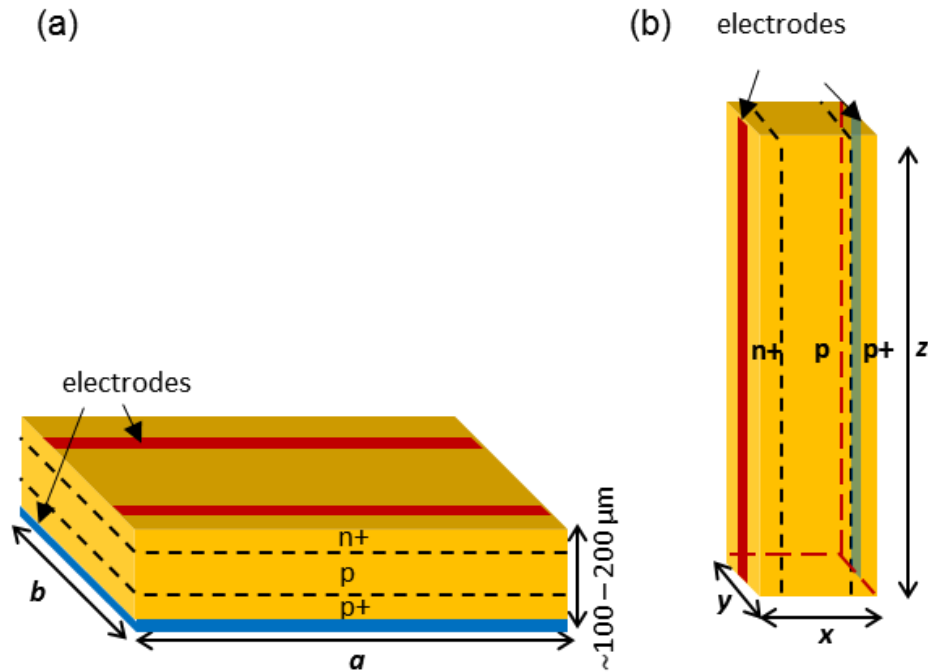 (a)
electrodes
n+
p
p+
b
a
~100 – 200 µm
(b)
electrodes
n+
p
p+
z
y
x